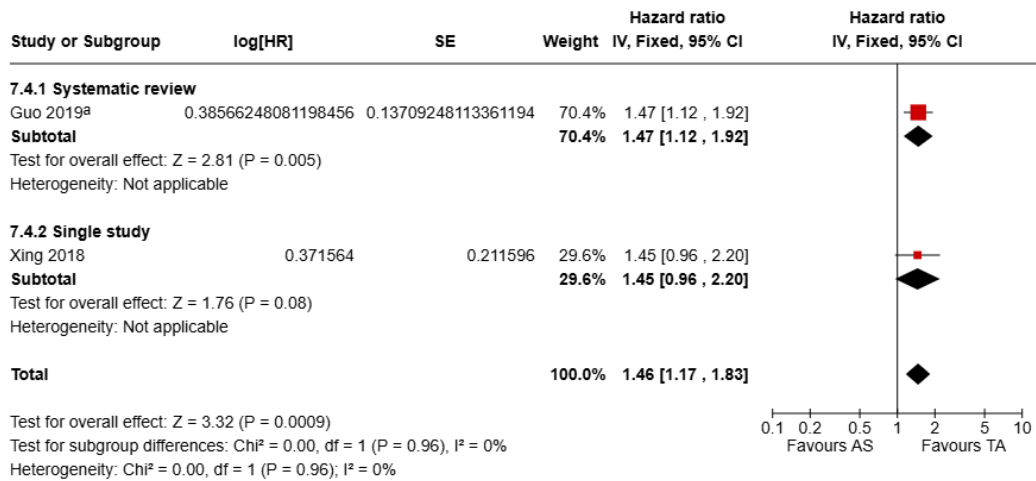 Hazard ratio Hazard ratio
Study or Subgroup log[HR] SE Weight IV, Fixed, 95% CI IV, Fixed, 95% CI
7.4.1 Systematic review
Guo 2019ª 0.38566248081198456 0.13709248113361194 70.4% 1.47 [1.12 , 1.92]
Subtotal 70.4% 1.47 [1.12 , 1.92]
Test for overall effect: Z = 2.81 (P = 0.005)
Heterogeneity: Not applicable
7.4.2 Single study
Xing 2018 0.371564 0.211596 29.6% 1.45 [0.96 , 2.20]
Subtotal 29.6% 1.45 [0.96 , 2.20]
Test for overall effect: Z = 1.76 (P = 0.08)
Heterogeneity: Not applicable
Total 100.0% 1.46 [1.17 , 1.83]
Test for overall effect: Z = 3.32 (P = 0.0009)
Test for subgroup differences: Chi² = 0.00, df = 1 (P = 0.96), I² = 0%
Heterogeneity: Chi² = 0.00, df = 1 (P = 0.96); I² = 0%
0.1 0.2 0.5 1 2 5 10
Favours AS Favours TA